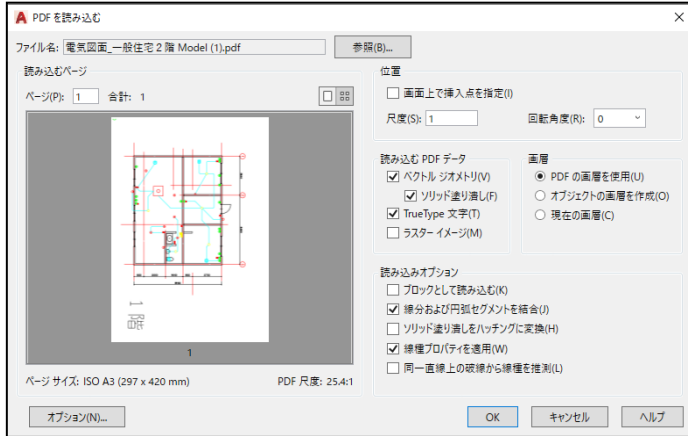 PDF を読み込む
ファイル名: 電気図面_一般住宅２階 Model (1).pdf 参照(B)...
読み込むページ
ページ(P): 1 合計: 1
1階
1
ページ サイズ: ISO A3 (297 x 420 mm) PDF 尺度: 25.4:1
位置
画面上で挿入点を指定(I)
尺度(S): 1 回転角度(R): 0
読み込む PDF データ
ベクトル ジオメトリ(V)
ソリッド塗り潰し(F)
TrueType 文字(T)
ラスター イメージ(M)
画層
PDF の画層を使用(U)
オブジェクトの画層を作成(O)
現在の画層(C)
読み込みオプション
ブロックとして読み込む(K)
線分および円弧セグメントを結合(J)
ソリッド塗り潰しをハッチングに変換(H)
線種プロパティを適用(W)
同一直線上の破線から線種を推測(L)
オプション(N)... OK キャンセル ヘルプ